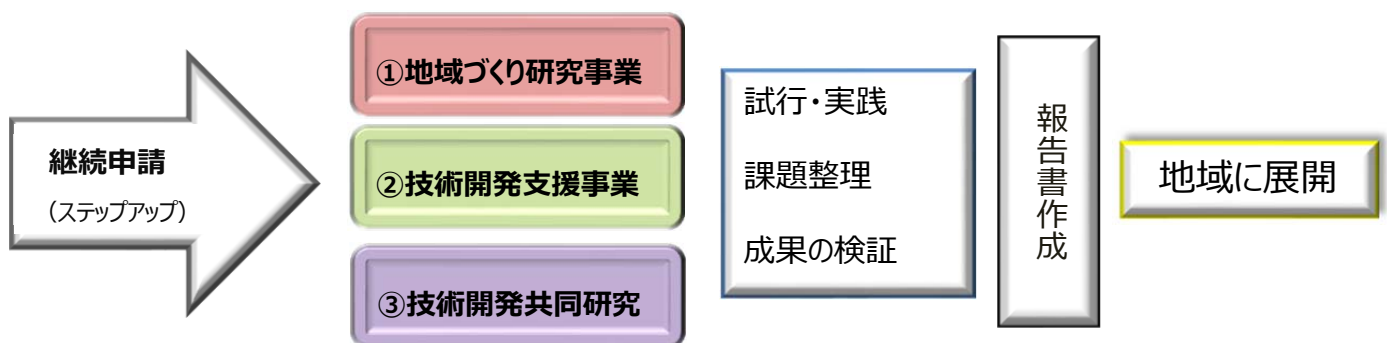 継続申請
（ステップアップ）
①地域づくり研究事業
②技術開発支援事業
③技術開発共同研究
試行・実践
課題整理
成果の検証
報告書作成
地域に展開